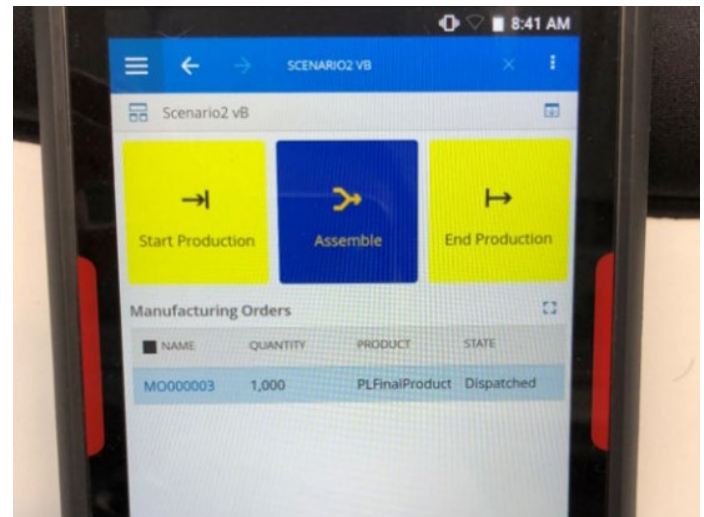 8:41 AM
SCENARIO2 VB
Scenario2 vB
Start Production
Assemble
End Production
Manufacturing Orders
NAME QUANTITY PRODUCT STATE
MO000003 1,000 PLFinalProduct Dispatched